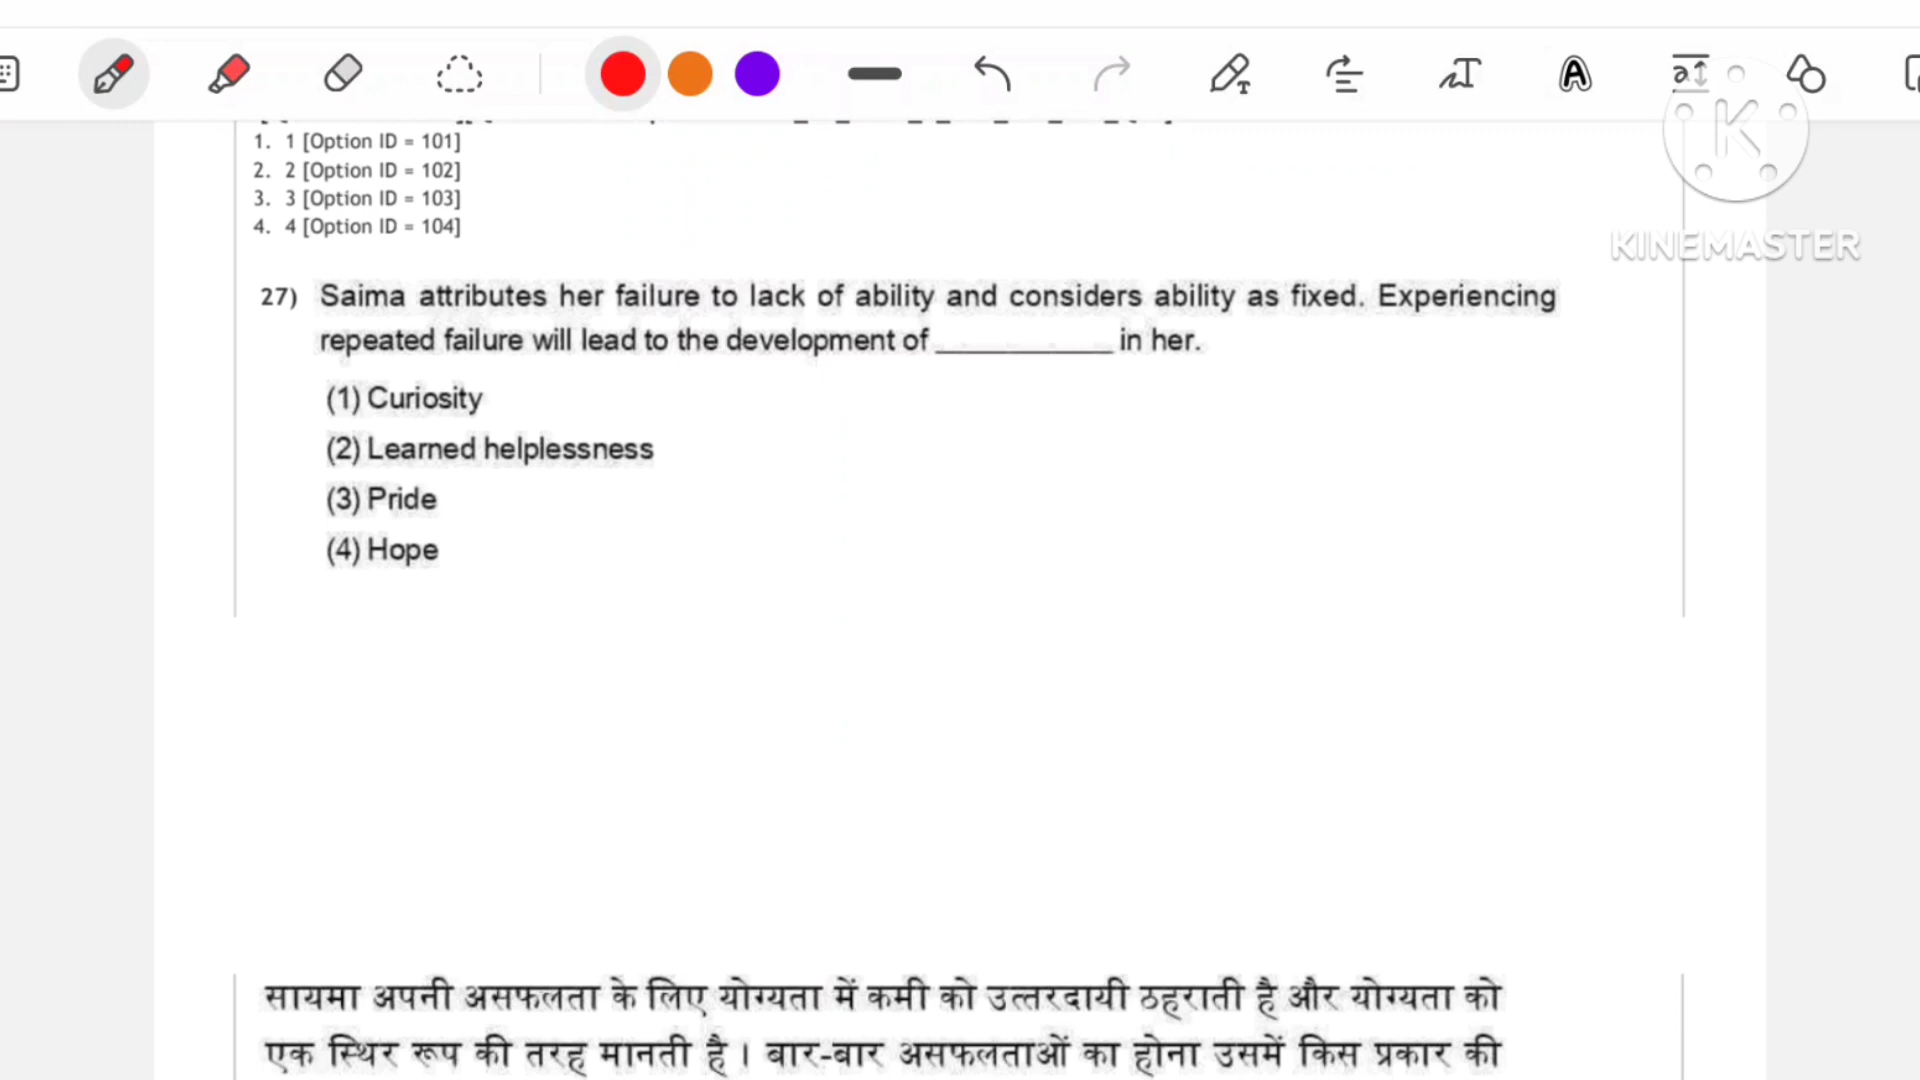 1. 1 [Option ID = 101]
2. 2 [Option ID = 102]
3. 3 [Option ID = 103]
4. 4 [Option ID = 104]
KINEMASTER
27) Saima attributes her failure to lack of ability and considers ability as fixed. Experiencing
repeated failure will lead to the development of ____________ in her.
(1) Curiosity
(2) Learned helplessness
(3) Pride
(4) Hope
सायमा अपनी असफलता के लिए योग्यता में कमी को उत्तरदायी ठहराती है और योग्यता को
एक स्थिर रूप की तरह मानती है । बार-बार असफलताओं का होना उसमें किस प्रकार की